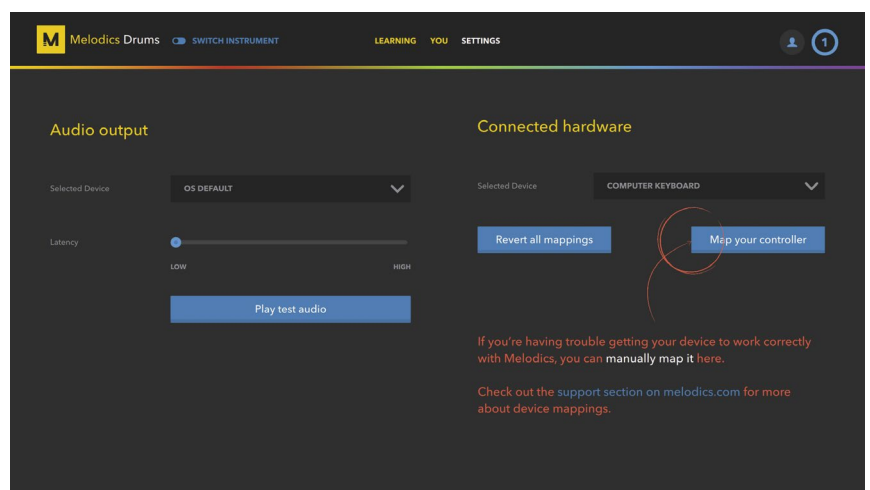 M Melodics Drums SWITCH INSTRUMENT LEARNING YOU SETTINGS 1
Audio output
Selected Device OS DEFAULT
Latency
LOW HIGH
Play test audio
Connected hardware
Selected Device COMPUTER KEYBOARD
Revert all mappings Map your controller
If you're having trouble getting your device to work correctly
with Melodics, you can manually map it here.
Check out the support section on melodics.com for more
about device mappings.